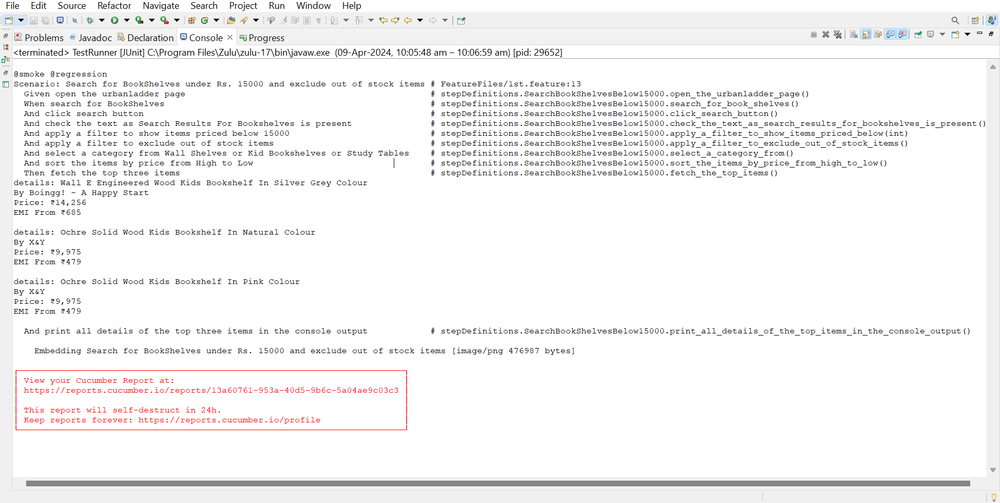 File Edit Source Refactor Navigate Search Project Run Window Help
Problems @ Javadoc Declaration Console Progress
<terminated> TestRunner [JUnit] C:\Program Files\Zulu\zulu-17\bin\javaw.exe (09-Apr-2024, 10:05:48 am – 10:06:59 am) [pid: 29652]
@smoke @regression
Scenario: Search for BookShelves under Rs. 15000 and exclude out of stock items # FeatureFiles/1st.feature:13
Given open the urbanladder page # stepDefinitions.SearchBookShelvesBelow15000.open_the_urbanladder_page()
When search for BookShelves # stepDefinitions.SearchBookShelvesBelow15000.search_for_book_shelves()
And click search button # stepDefinitions.SearchBookShelvesBelow15000.click_search_button()
And check the text as Search Results For Bookshelves is present # stepDefinitions.SearchBookShelvesBelow15000.check_the_text_as_search_results_for_bookshelves_is_present()
And apply a filter to show items priced below 15000 # stepDefinitions.SearchBookShelvesBelow15000.apply_a_filter_to_show_items_priced_below(int)
And apply a filter to exclude out of stock items # stepDefinitions.SearchBookShelvesBelow15000.apply_a_filter_to_exclude_out_of_stock_items()
And select a category from Wall Shelves or Kid Bookshelves or Study Tables # stepDefinitions.SearchBookShelvesBelow15000.select_a_category_from()
And sort the items by price from High to Low # stepDefinitions.SearchBookShelvesBelow15000.sort_the_items_by_price_from_high_to_low()
Then fetch the top three items # stepDefinitions.SearchBookShelvesBelow15000.fetch_the_top_items()
details: Wall E Engineered Wood Kids Bookshelf In Silver Grey Colour
By Boingg! – A Happy Start
Price: ₹14,256
EMI From ₹685
details: Ochre Solid Wood Kids Bookshelf In Natural Colour
By X&Y
Price: ₹9,975
EMI From ₹479
details: Ochre Solid Wood Kids Bookshelf In Pink Colour
By X&Y
Price: ₹9,975
EMI From ₹479
And print all details of the top three items in the console output # stepDefinitions.SearchBookShelvesBelow15000.print_all_details_of_the_top_items_in_the_console_output()
Embedding Search for BookShelves under Rs. 15000 and exclude out of stock items [image/png 476987 bytes]
View your Cucumber Report at:
https://reports.cucumber.io/reports/13a60761-953a-40d5-9b6c-5a04ae9c03c3
This report will self-destruct in 24h.
Keep reports forever: https://reports.cucumber.io/profile